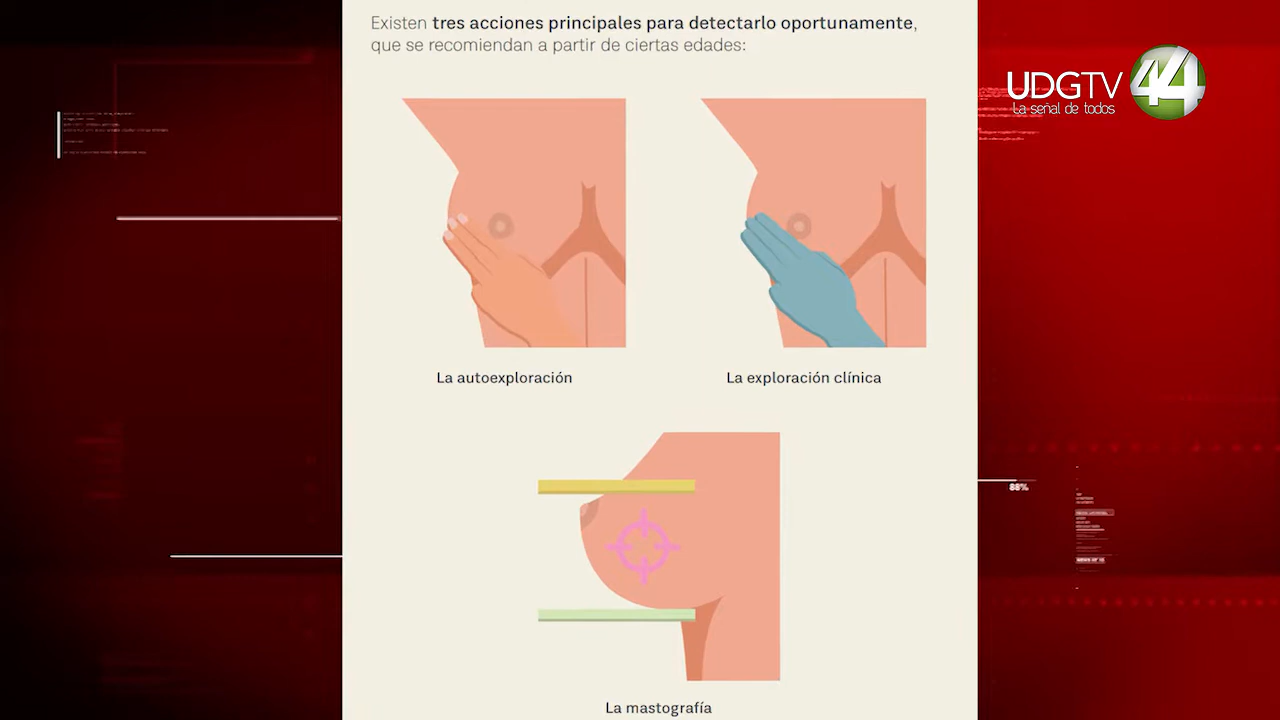 Existen tres acciones principales para detectarlo oportunamente,
que se recomiendan a partir de ciertas edades:
UDGTV 44
La señal de todos
La autoexploración
La exploración clínica
88%
La mastografía